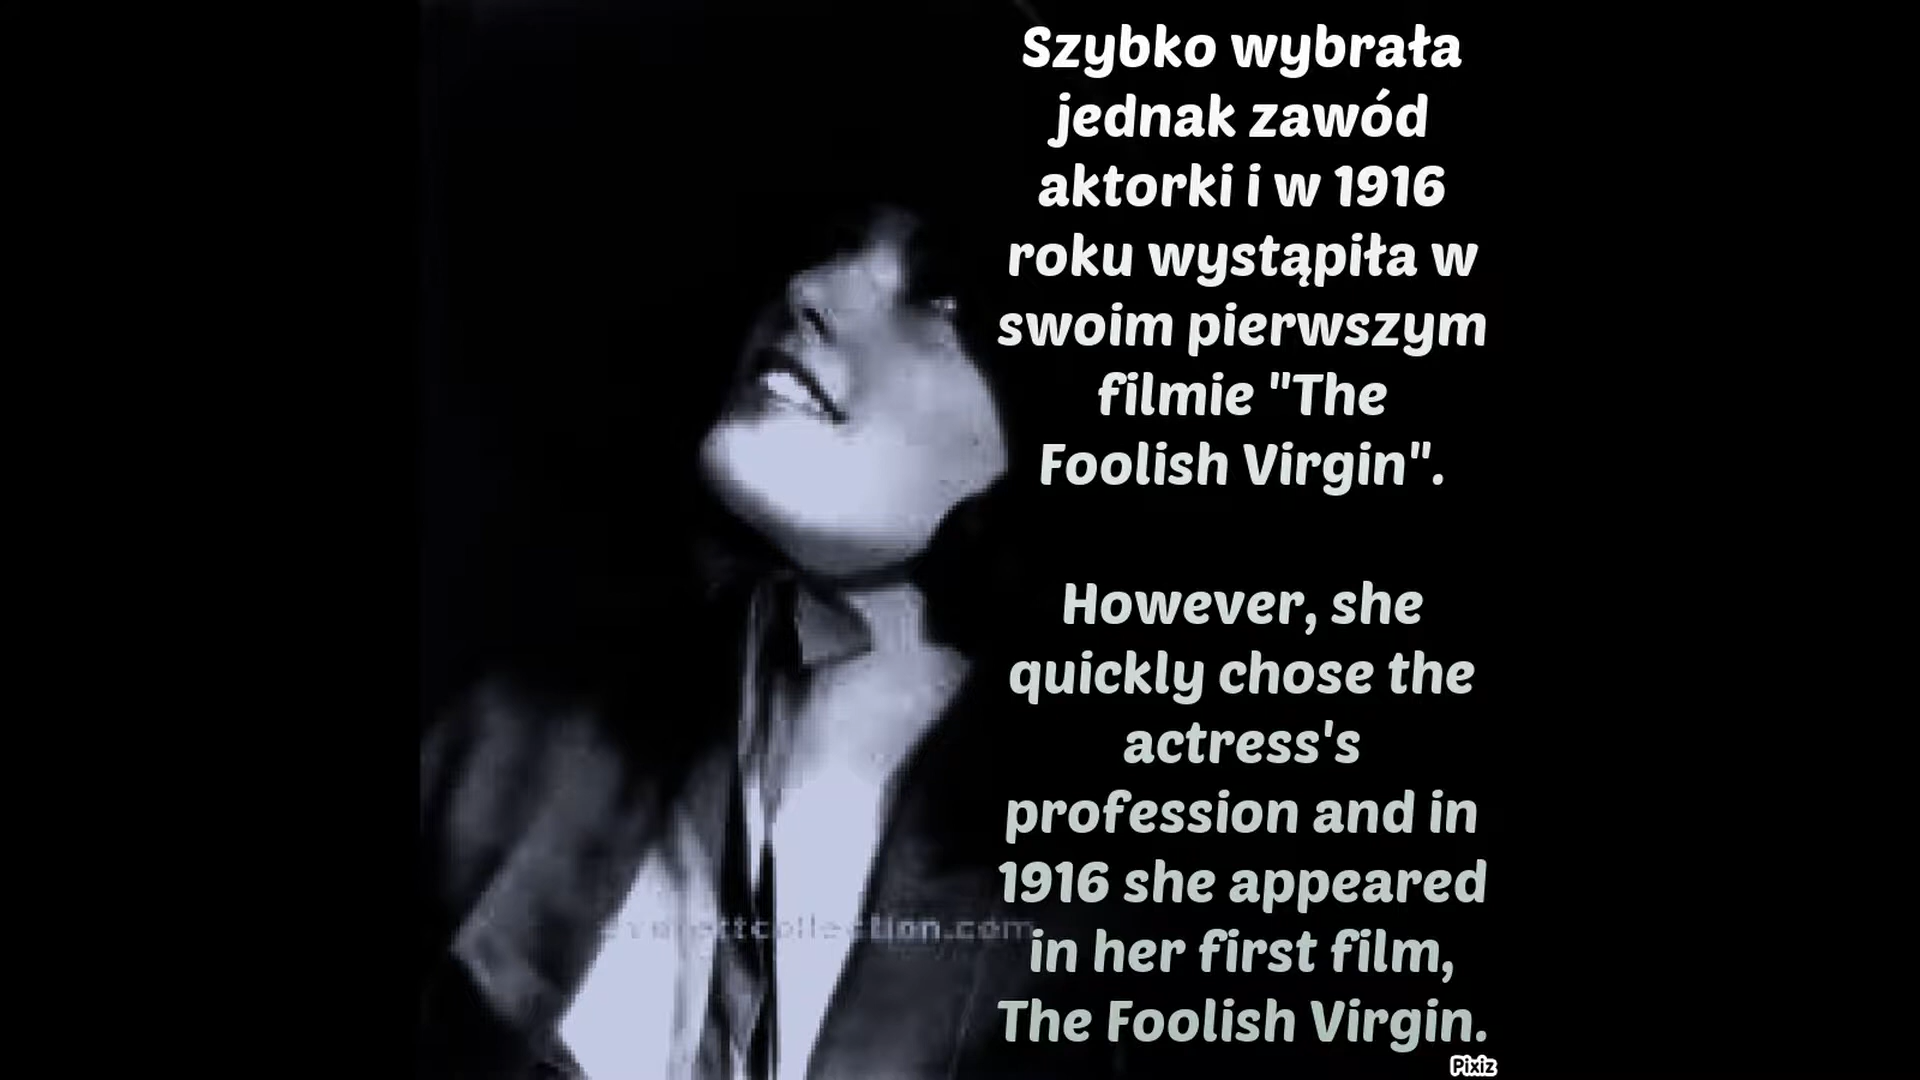 Szybko wybrała
jednak zawód
aktorki i w 1916
roku wystąpiła w
swoim pierwszym
filmie "The
Foolish Virgin".
However, she
quickly chose the
actress's
profession and in
1916 she appeared
in her first film,
The Foolish Virgin.
Pixiz